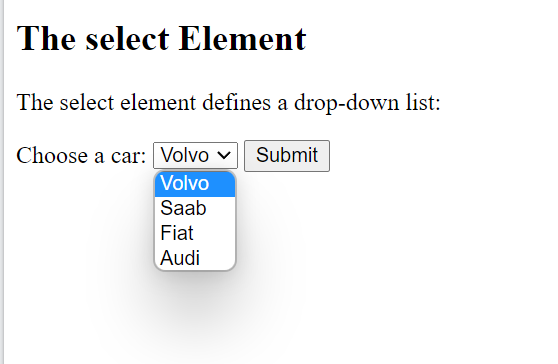 The select Element
The select element defines a drop-down list:
Choose a car: Volvo Submit
Volvo
Saab
Fiat
Audi